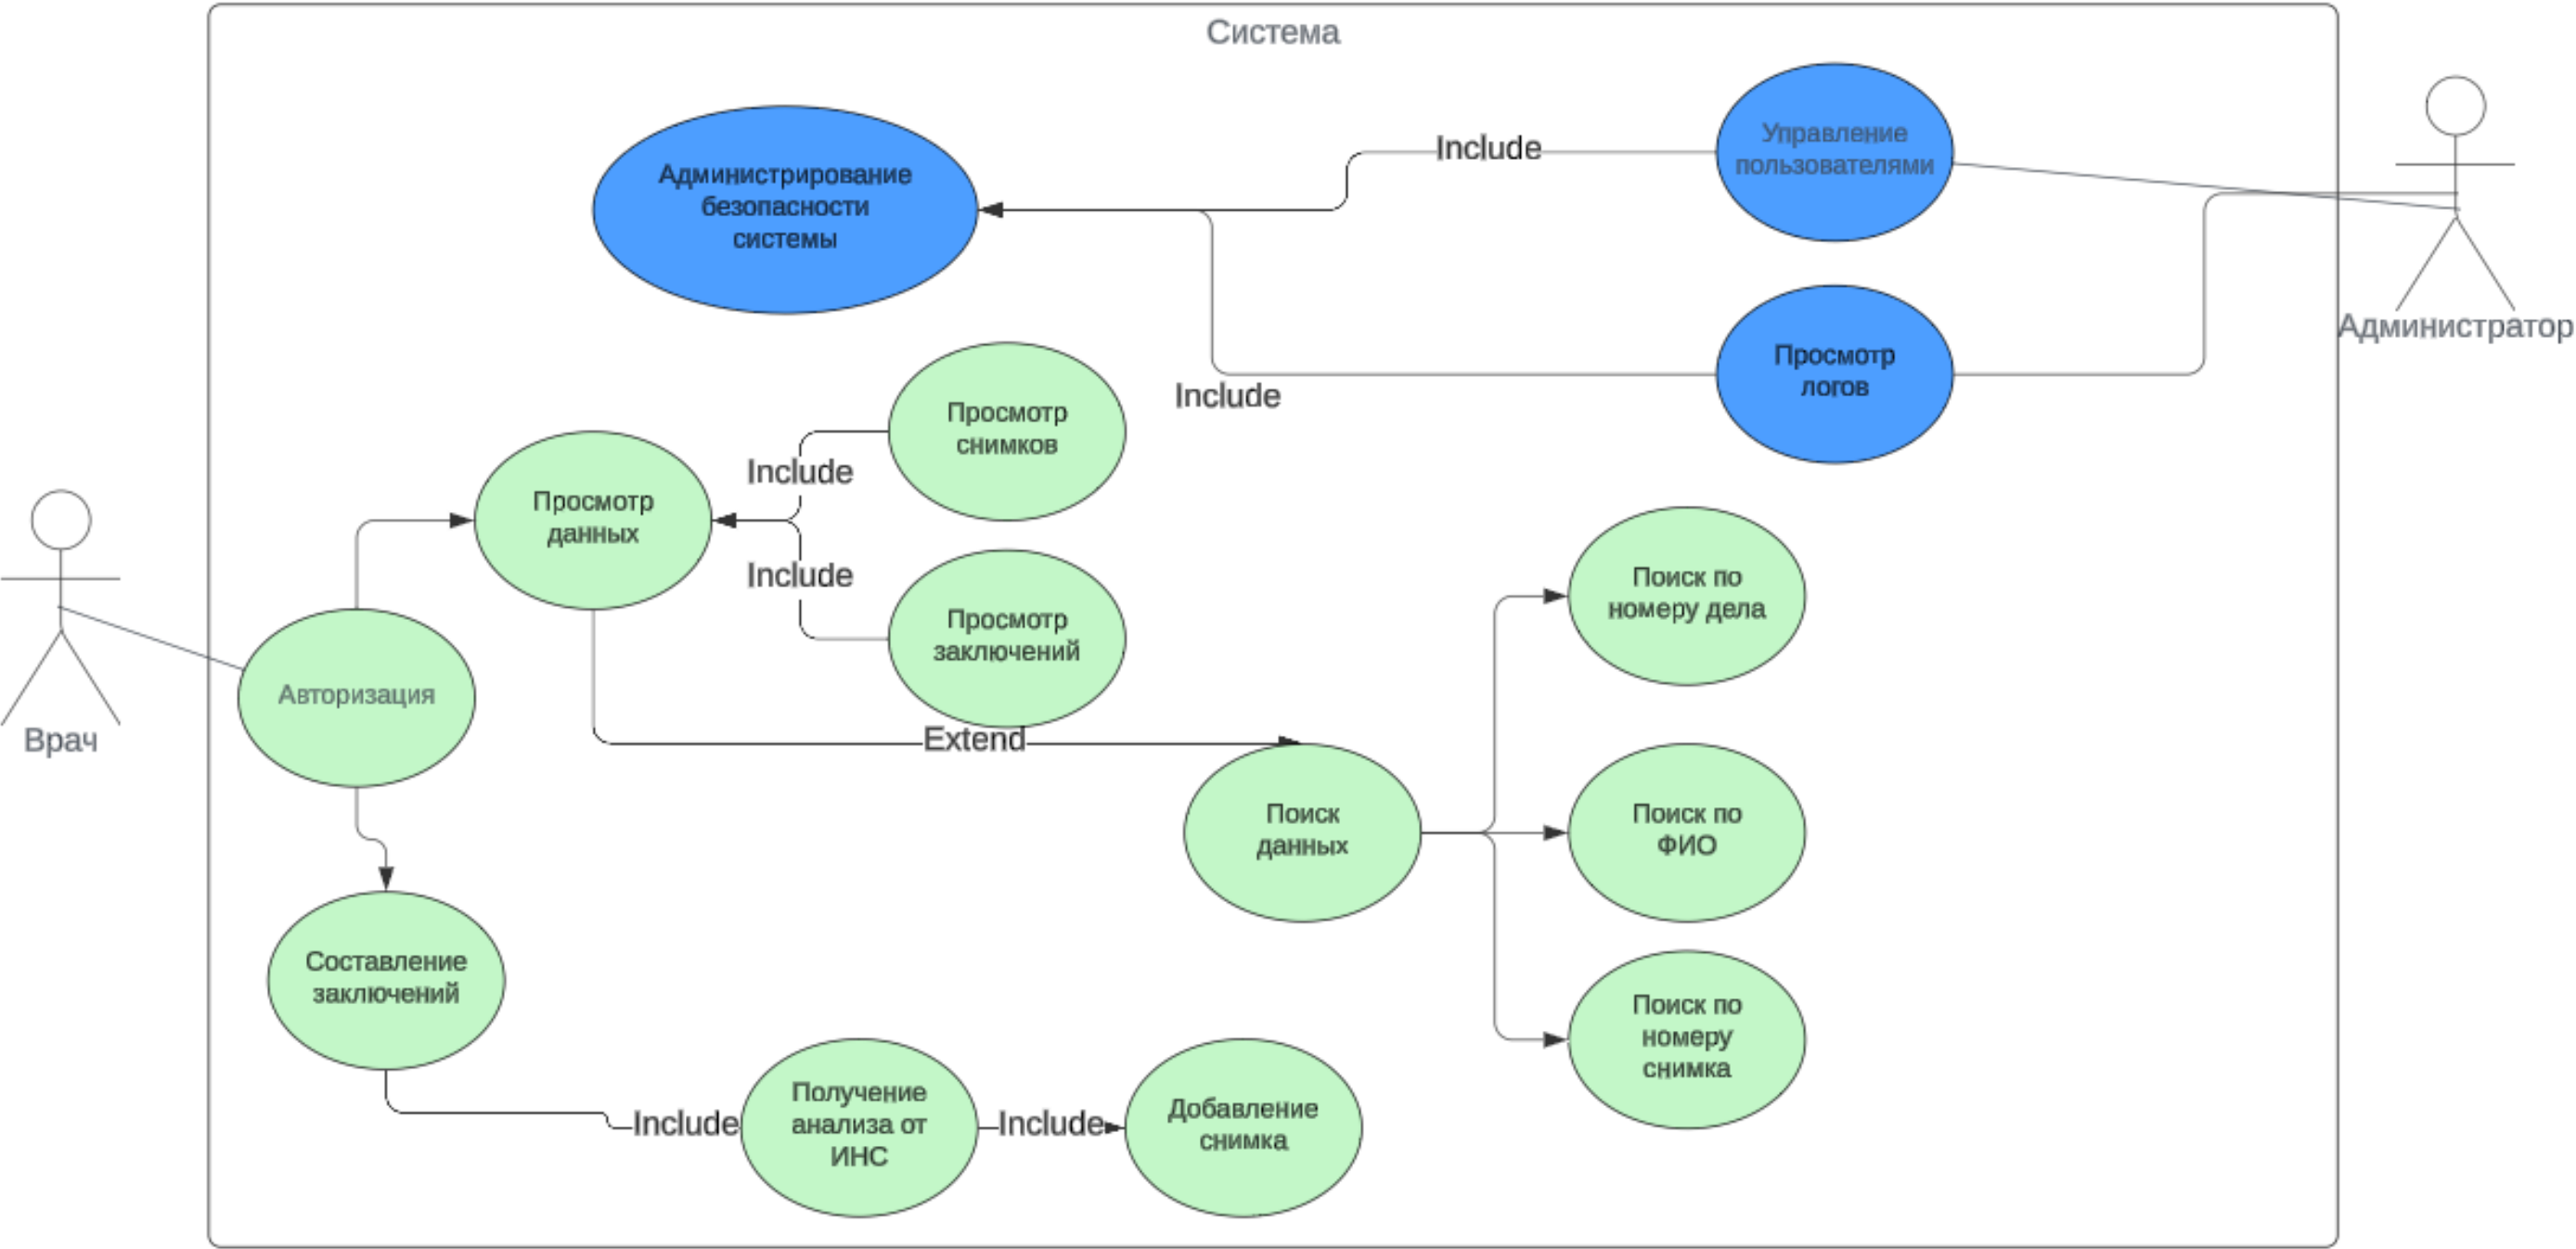 Система
Управление
пользователями
Include
Администрирование
безопасности
системы
Администратор
Просмотр
логов
Include
Просмотр
снимков
Include
Просмотр
данных
Include
Просмотр
заключений
Поиск по
номеру дела
Авторизация
Врач
Extend
Поиск
данных
Поиск по
ФИО
Составление
заключений
Поиск по
номеру
снимка
Include
Получение
анализа от
ИНС
Include
Добавление
снимка